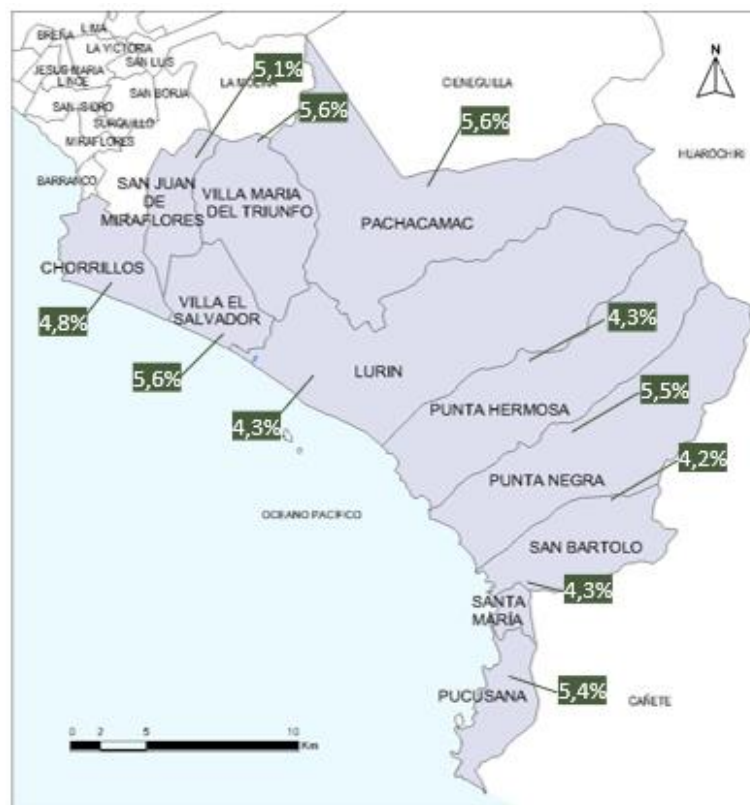 LIMA
BREÑA
LA VICTORIA
SAN LUIS
JESUS MARIA
LINCE
5,1%
LA MOLINA
CIENEGUILLA
N
SAN BORJA
SAN ISIDRO
5,6%
5,6%
SURQUILLO
MIRAFLORES
HUAROCHIRI
BARRANCO
SAN JUAN
DE
MIRAFLORES
VILLA MARIA
DEL TRIUNFO
PACHACAMAC
CHORRILLOS
VILLA EL
SALVADOR
4,8%
4,3%
5,6%
LURIN
5,5%
4,3%
PUNTA HERMOSA
4,2%
PUNTA NEGRA
OCEANO PACIFICO
SAN BARTOLO
4,3%
SANTA
MARÍA
PUCUSANA
5,4%
CAÑETE
0 2 5 10
Km